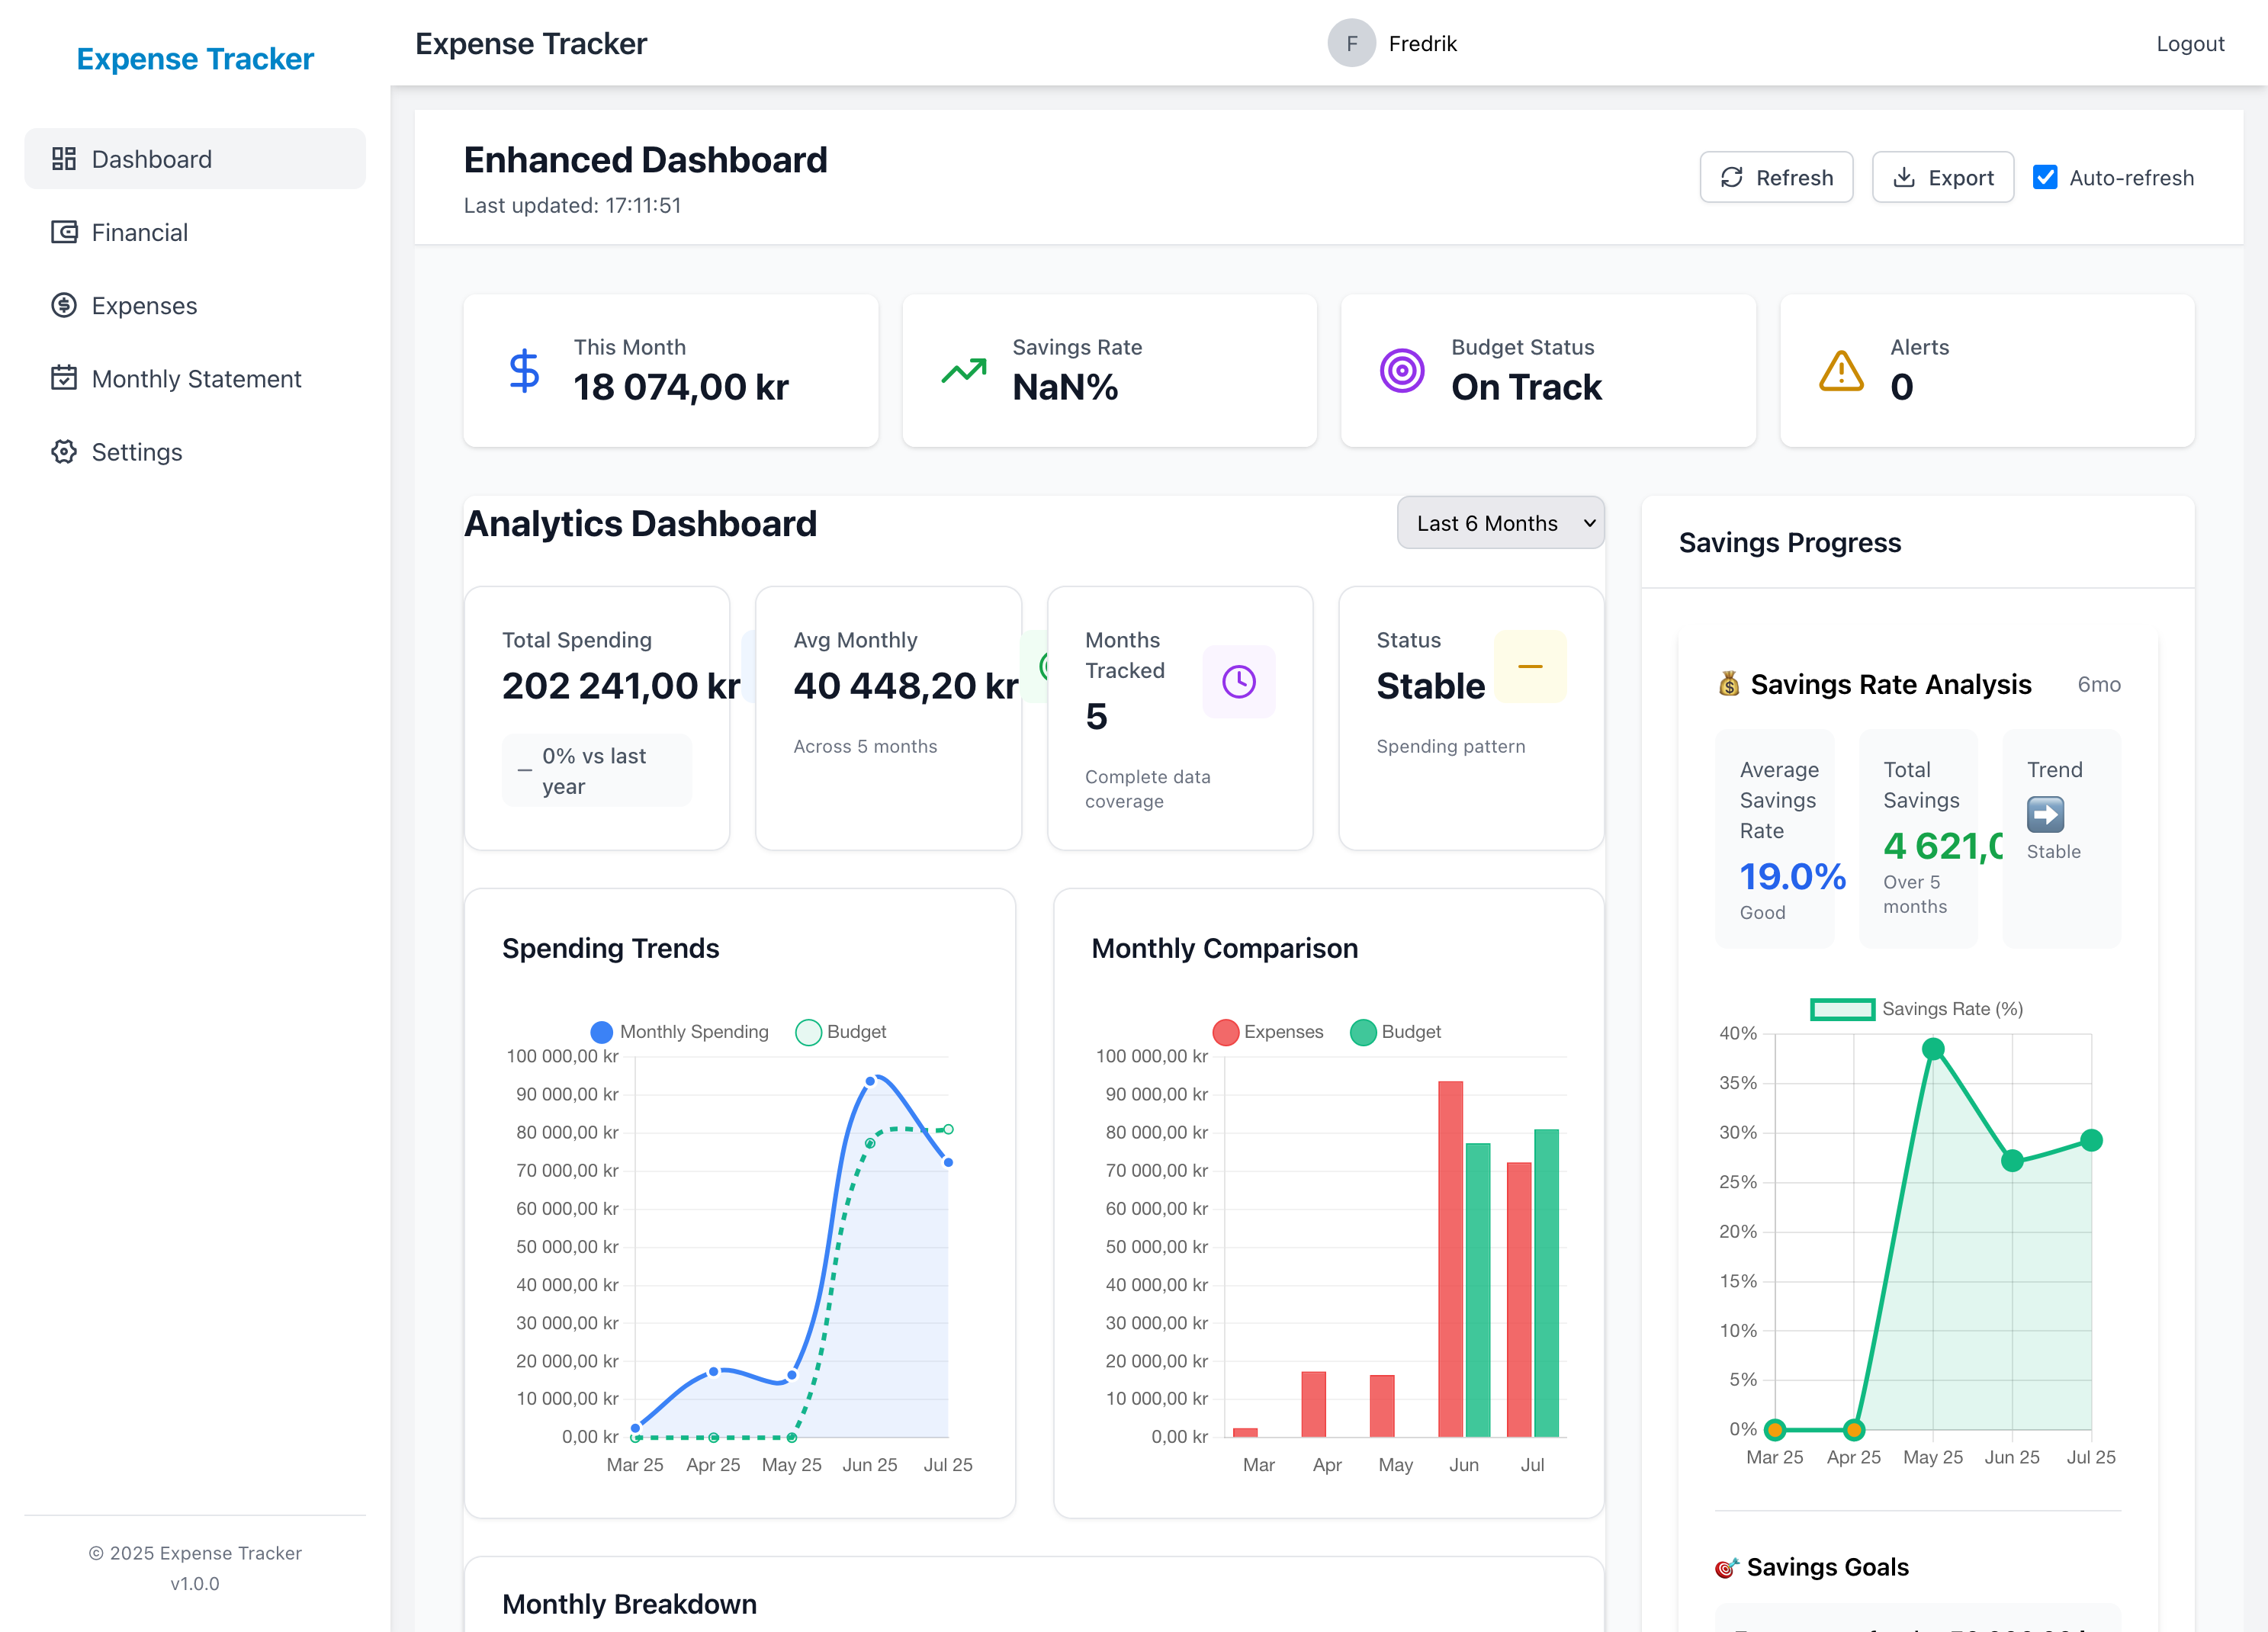 Expense Tracker
Dashboard
Financial
Expenses
Monthly Statement
Settings
© 2025 Expense Tracker
v1.0.0
Expense Tracker
F
Fredrik
Logout
Enhanced Dashboard
Last updated: 17:11:51
Refresh
Export
Auto-refresh
This Month
18 074,00 kr
Savings Rate
NaN%
Budget Status
On Track
Alerts
0
Analytics Dashboard
Last 6 Months
Total Spending
202 241,00 kr
0% vs last
year
Avg Monthly
40 448,20 kr
Across 5 months
Months
Tracked
5
Complete data
coverage
Status
Stable
Spending pattern
Spending Trends
Monthly Spending
Budget
100 000,00 kr
90 000,00 kr
80 000,00 kr
70 000,00 kr
60 000,00 kr
50 000,00 kr
40 000,00 kr
30 000,00 kr
20 000,00 kr
10 000,00 kr
0,00 kr
Mar 25 Apr 25 May 25 Jun 25 Jul 25
Monthly Comparison
Expenses
Budget
100 000,00 kr
90 000,00 kr
80 000,00 kr
70 000,00 kr
60 000,00 kr
50 000,00 kr
40 000,00 kr
30 000,00 kr
20 000,00 kr
10 000,00 kr
0,00 kr
Mar Apr May Jun Jul
Monthly Breakdown
Savings Progress
Savings Rate Analysis
6mo
Average
Savings
Rate
19.0%
Good
Total
Savings
4 621,
Over 5
months
Trend
Stable
Savings Rate (%)
40%
35%
30%
25%
20%
15%
10%
5%
0%
Mar 25 Apr 25 May 25 Jun 25 Jul 25
Savings Goals